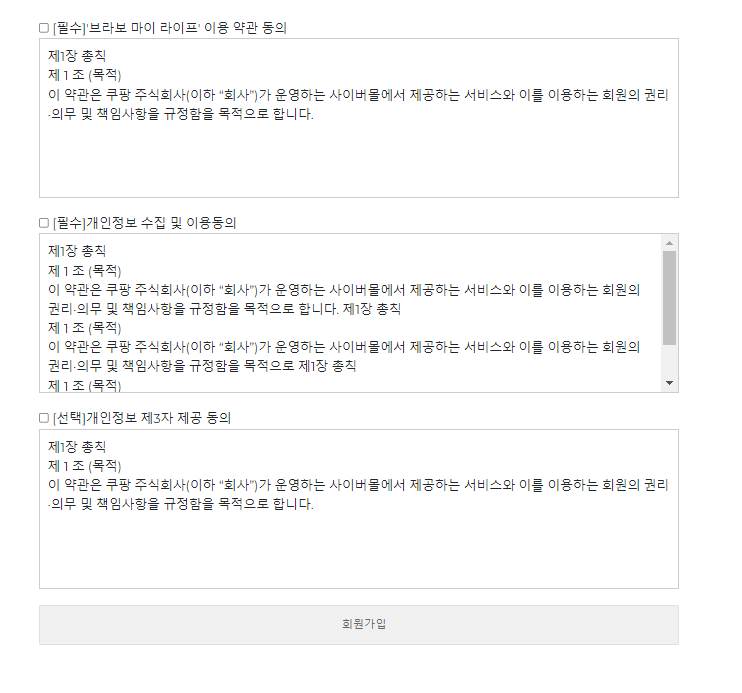 [필수]'브라보 마이 라이프' 이용 약관 동의
제1장 총칙
제 1 조 (목적)
이 약관은 쿠팡 주식회사(이하 “회사”)가 운영하는 사이버몰에서 제공하는 서비스와 이를 이용하는 회원의 권리
·의무 및 책임사항을 규정함을 목적으로 합니다.
[필수]개인정보 수집 및 이용동의
제1장 총칙
제 1 조 (목적)
이 약관은 쿠팡 주식회사(이하 “회사”)가 운영하는 사이버몰에서 제공하는 서비스와 이를 이용하는 회원의
권리·의무 및 책임사항을 규정함을 목적으로 합니다. 제1장 총칙
제 1 조 (목적)
이 약관은 쿠팡 주식회사(이하 “회사”)가 운영하는 사이버몰에서 제공하는 서비스와 이를 이용하는 회원의
권리·의무 및 책임사항을 규정함을 목적으로 제1장 총칙
제 1 조 (목적)
[선택]개인정보 제3자 제공 동의
제1장 총칙
제 1 조 (목적)
이 약관은 쿠팡 주식회사(이하 “회사”)가 운영하는 사이버몰에서 제공하는 서비스와 이를 이용하는 회원의 권리
·의무 및 책임사항을 규정함을 목적으로 합니다.
회원가입